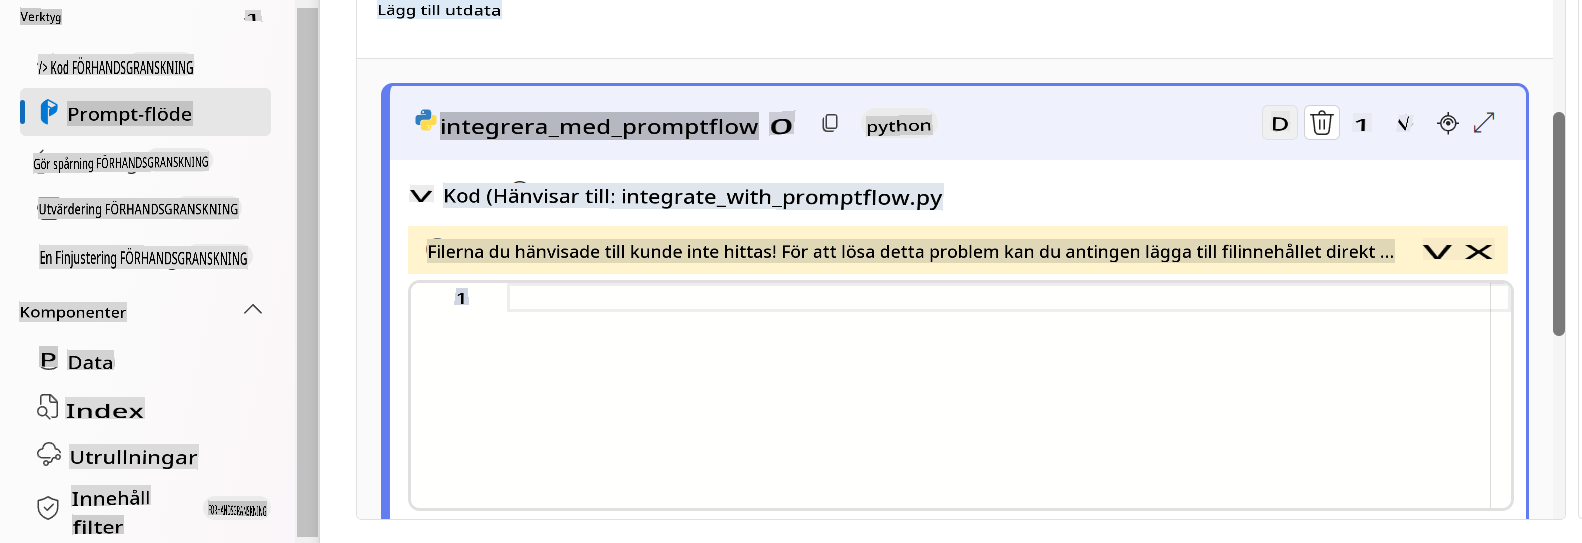 Verktyg
</> Kod FÖRHANDSGRANSKNING
Prompt-flöde
Gör spårning FÖRHANDSGRANSKNING
Utvärdering FÖRHANDSGRANSKNING
En Finjustering FÖRHANDSGRANSKNING
Komponenter
P Data
Index
Utrullningar
Innehåll
filter
FÖRHANDSGRANSKNING
Lägg till utdata
integrera_med_promptflow O python D 1 √
Kod (Hänvisar till: integrate_with_promptflow.py
Filerna du hänvisade till kunde inte hittas! För att lösa detta problem kan du antingen lägga till filinnehållet direkt ...
1